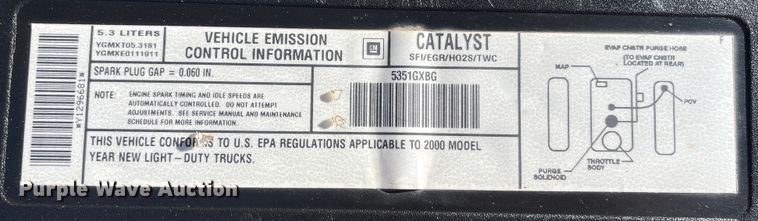 5.3 LITERS
YGMXT05.3181
YGMXE0111911
VEHICLE EMISSION
CONTROL INFORMATION
GM
CATALYST
SFI/EGR/HO2S/TWC
SPARK PLUG GAP = 0.060 IN.
5351GXBG
NOTE: ENGINE SPARK TIMING AND IDLE SPEEDS ARE
AUTOMATICALLY CONTROLLED. DO NOT ATTEMPT
ADJUSTMENTS. SEE SERVICE MANUAL AND MAINTENANCE
SCHEDULE FOR MORE INFORMATION.
THIS VEHICLE CONFORMS TO U.S. EPA REGULATIONS APPLICABLE TO 2000 MODEL
YEAR NEW LIGHT-DUTY TRUCKS.
*Y1296681*
EVAP CNSTR PURGE HOSE
(TO EVAP CNSTR
LOCATED AT REAR)
MAP
PCV
PURGE
SOLENOID
THROTTLE
BODY
F
Purple Wave Auction